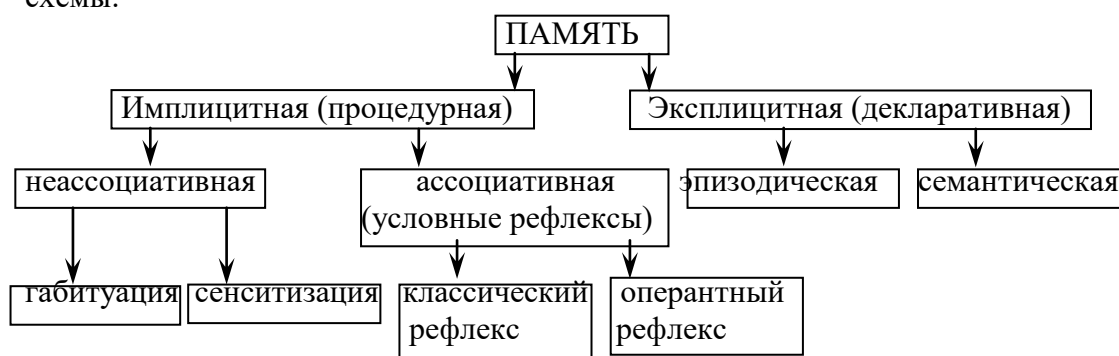 схемы.
ПАМЯТЬ
Имплицитная (процедурная)
Эксплицитная (декларативная)
неассоциативная
ассоциативная
(условные рефлексы)
эпизодическая
семантическая
габитуация
сенситизация
классический
рефлекс
оперантный
рефлекс